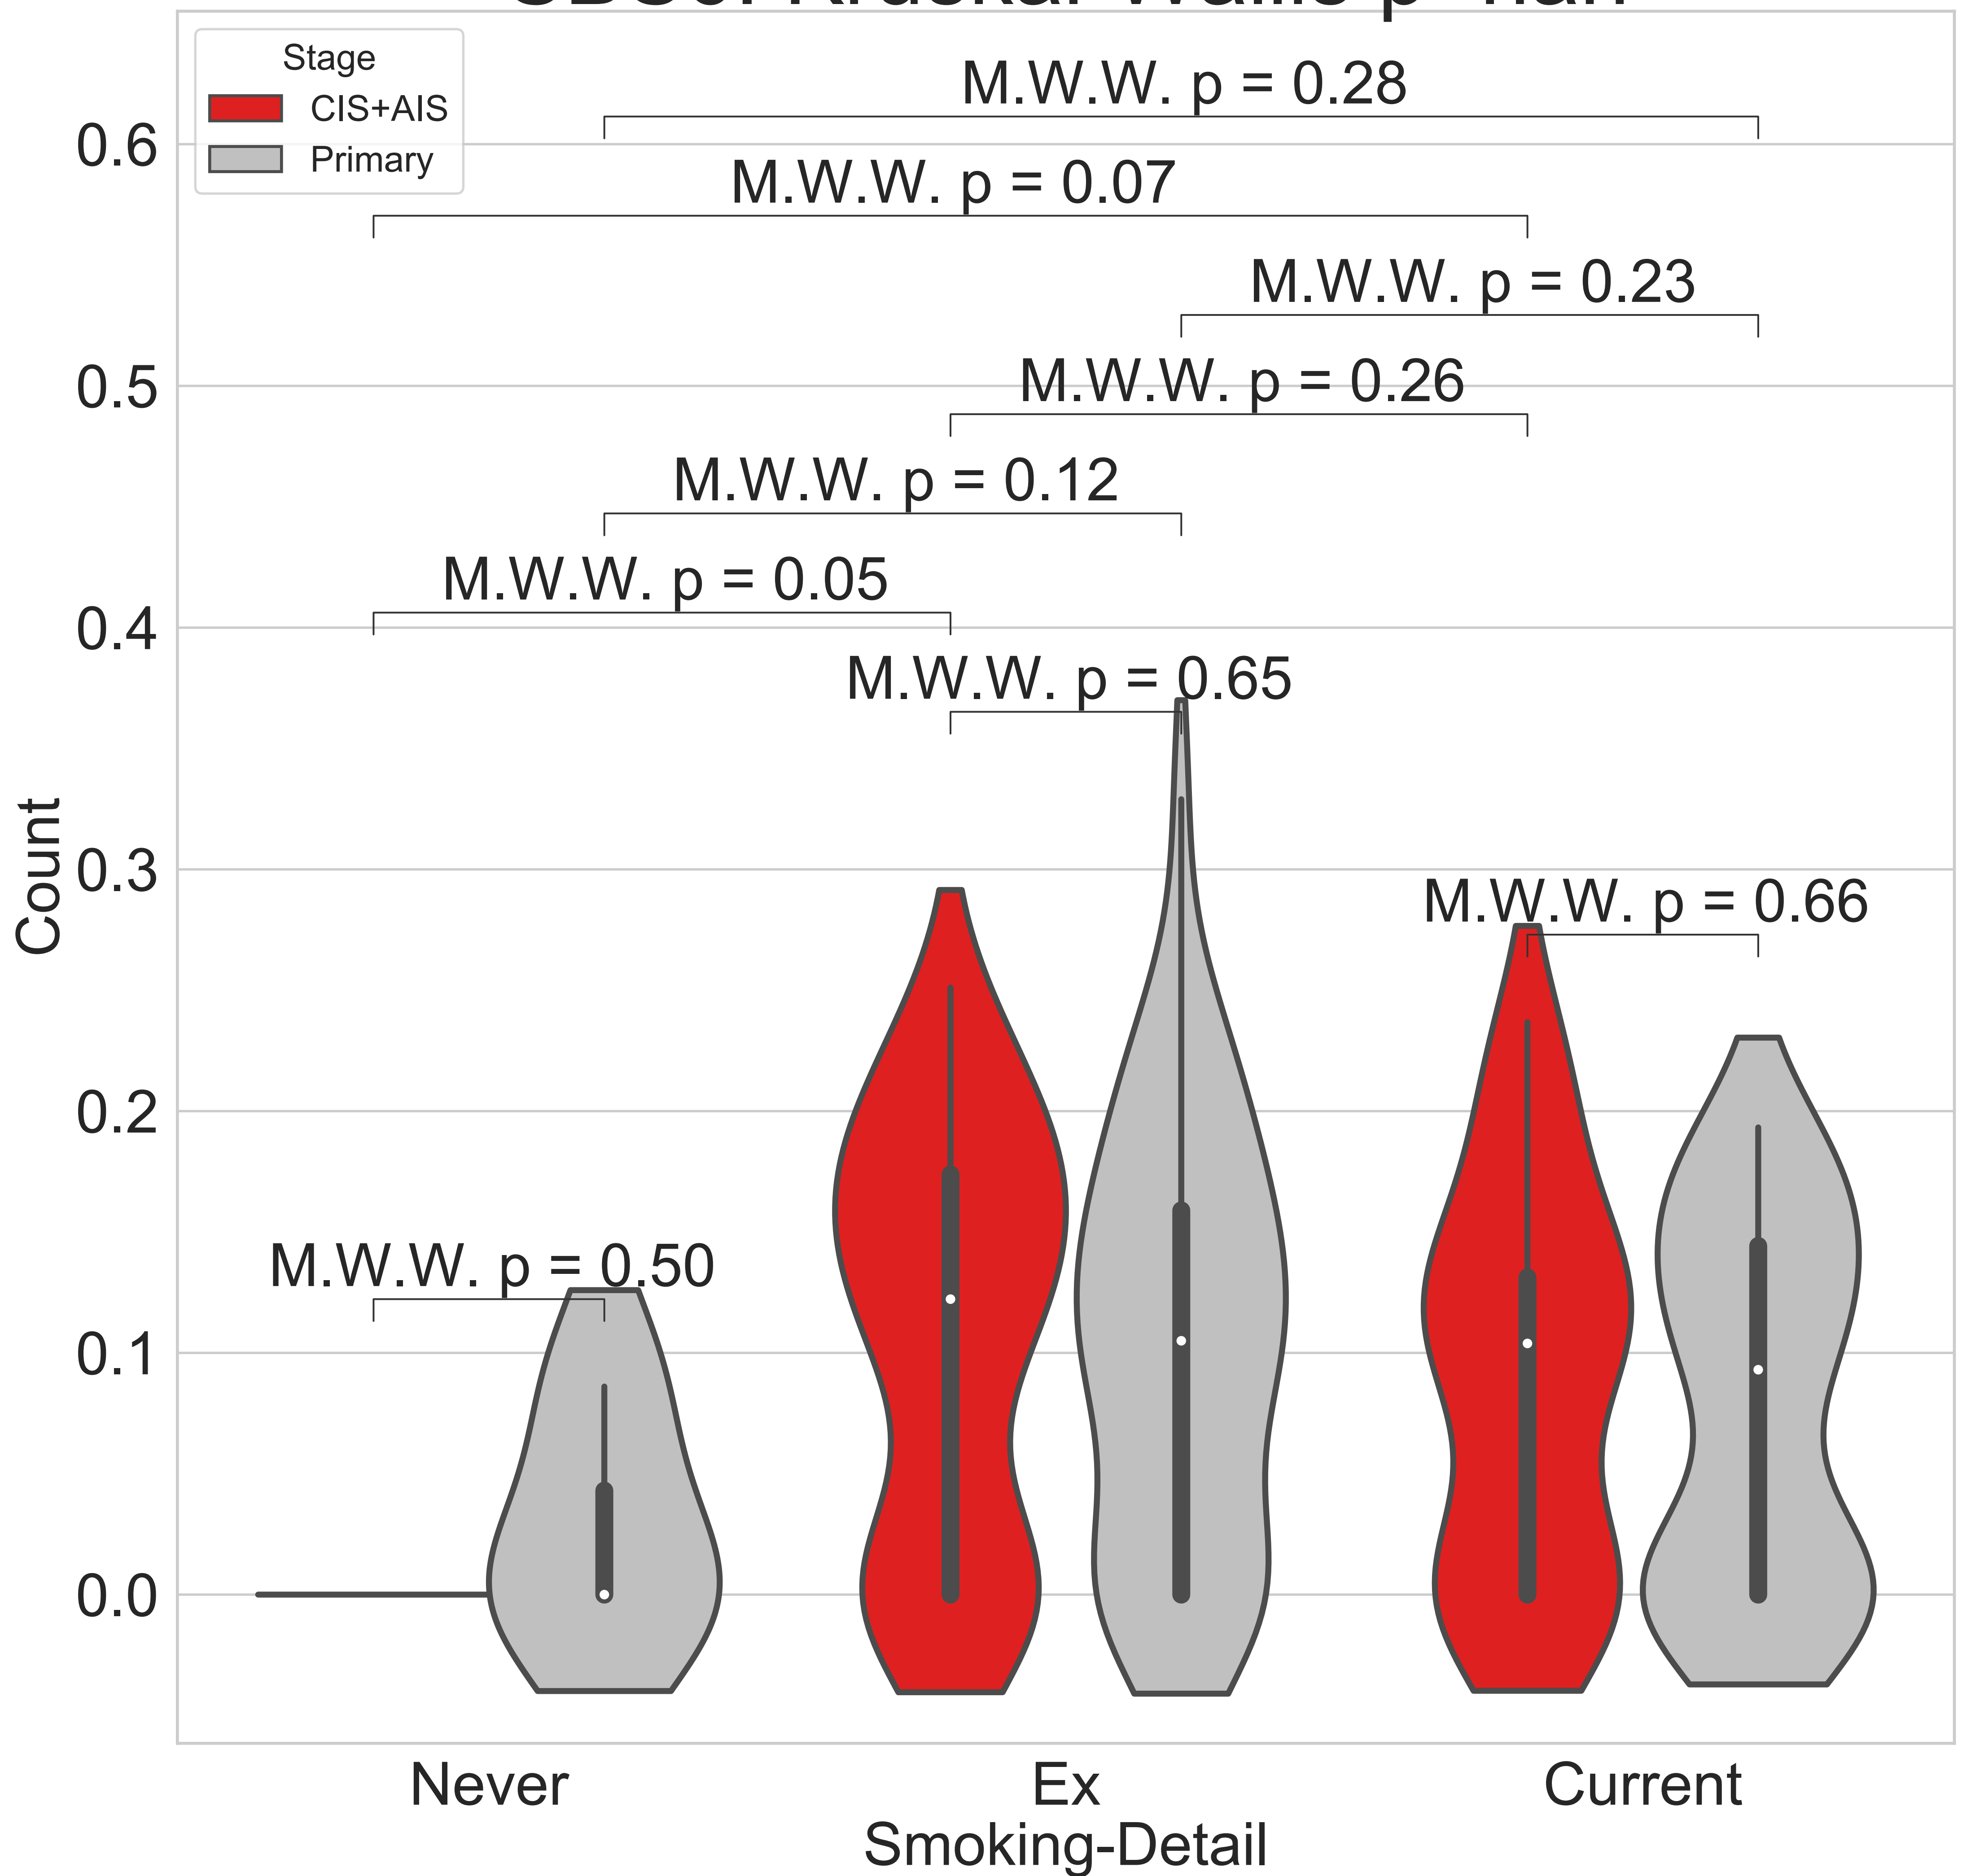 Stage
CIS+AIS
Primary
M.W.W. p = 0.28
M.W.W. p = 0.07
M.W.W. p = 0.23
M.W.W. p = 0.26
M.W.W. p = 0.12
M.W.W. p = 0.05
M.W.W. p = 0.65
M.W.W. p = 0.66
M.W.W. p = 0.50
0.6
0.5
0.4
0.3
0.2
0.1
0.0
Count
Never
Ex
Current
Smoking-Detail